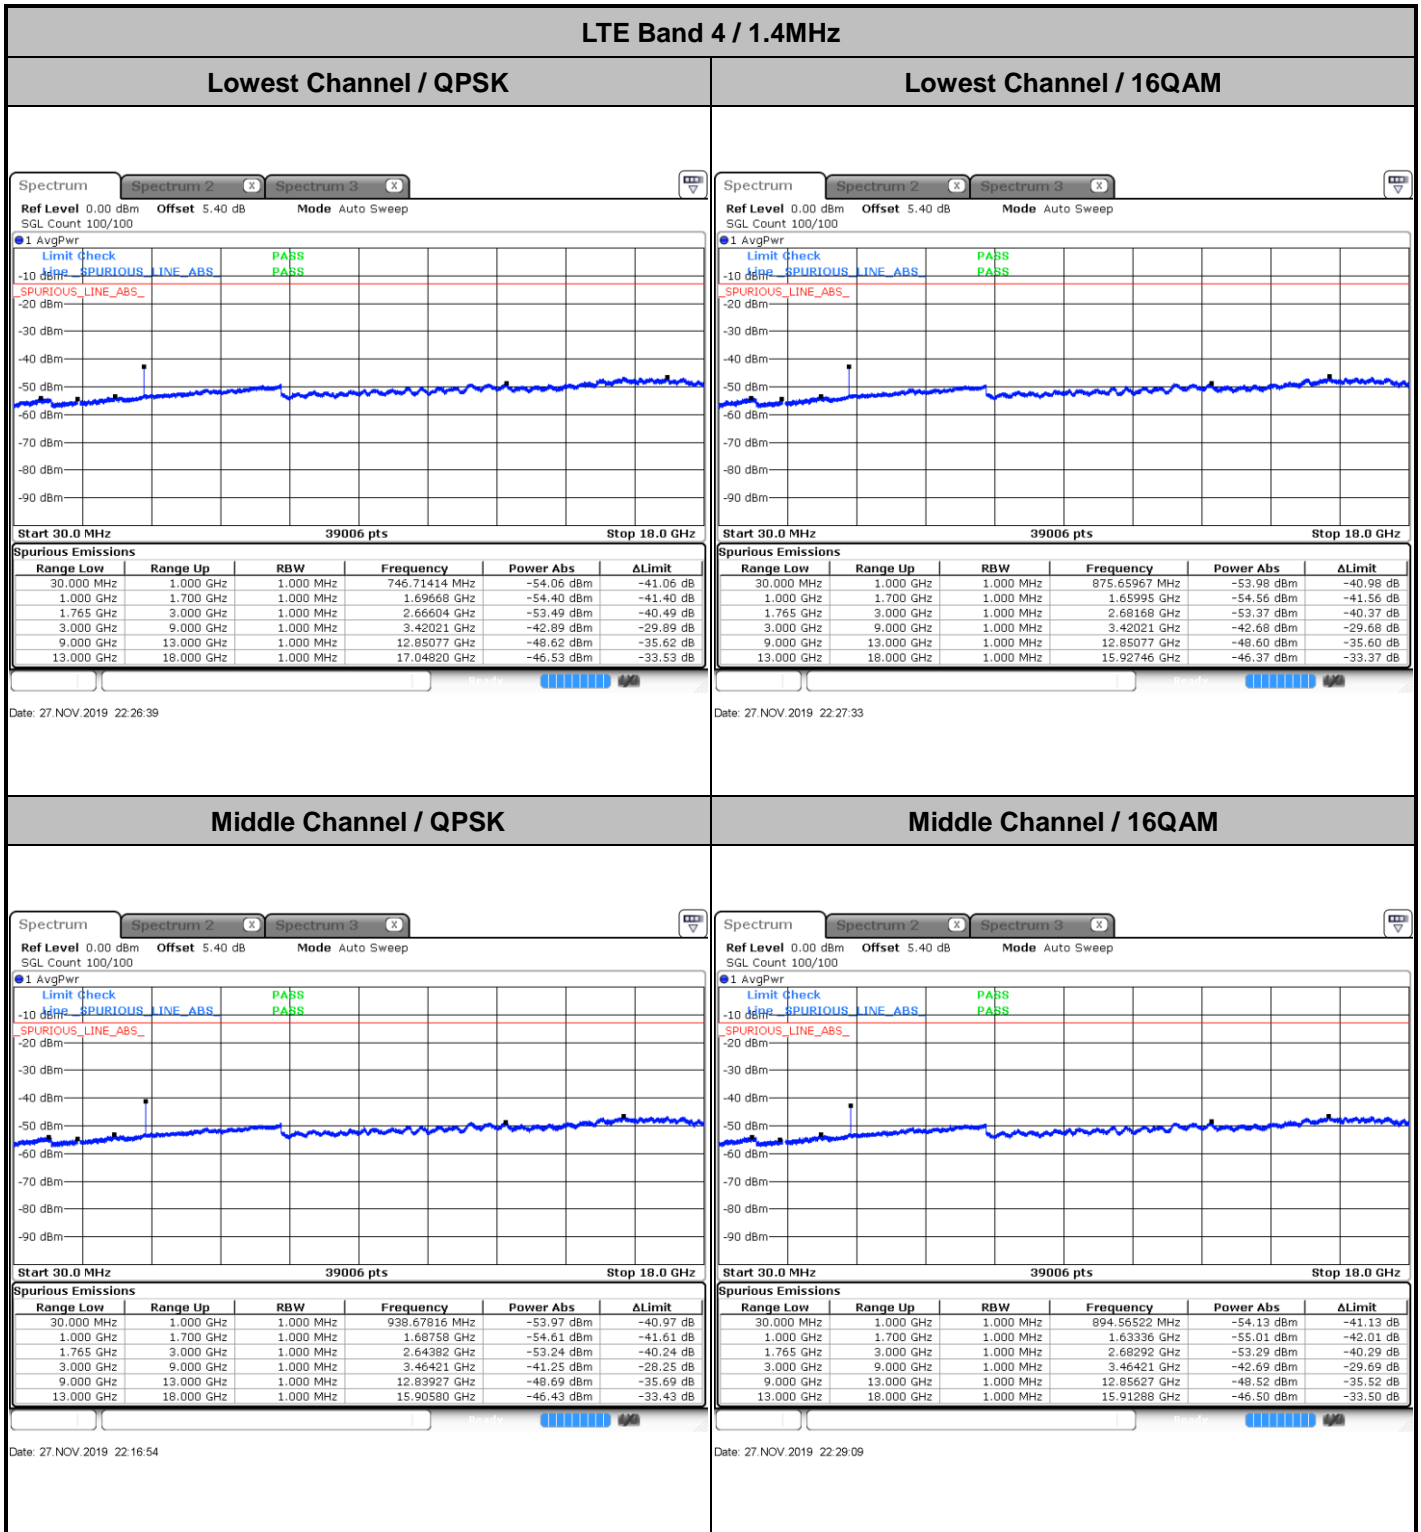 LTE Band 4 / 1.4MHz
Lowest Channel / QPSK
Lowest Channel / 16QAM
Spectrum Spectrum 2 X Spectrum 3 X
Ref Level 0.00 dBm Offset 5.40 dB Mode Auto Sweep
SGL Count 100/100
1 AvgPwr
Limit Check PASS
-10 dBm Line _SPURIOUS_LINE_ABS_ PASS
_SPURIOUS_LINE_ABS_
-20 dBm
-30 dBm
-40 dBm
-50 dBm
-60 dBm
-70 dBm
-80 dBm
-90 dBm
Start 30.0 MHz 39006 pts Stop 18.0 GHz
Spurious Emissions
Range Low Range Up RBW Frequency Power Abs ΔLimit
30.000 MHz 1.000 GHz 1.000 MHz 746.71414 MHz -54.06 dBm -41.06 dB
1.000 GHz 1.700 GHz 1.000 MHz 1.69668 GHz -54.40 dBm -41.40 dB
1.765 GHz 3.000 GHz 1.000 MHz 2.66604 GHz -53.49 dBm -40.49 dB
3.000 GHz 9.000 GHz 1.000 MHz 3.42021 GHz -42.89 dBm -29.89 dB
9.000 GHz 13.000 GHz 1.000 MHz 12.85077 GHz -48.62 dBm -35.62 dB
13.000 GHz 18.000 GHz 1.000 MHz 17.04820 GHz -46.53 dBm -33.53 dB
Ready
Date: 27.NOV.2019 22:26:39
Spectrum Spectrum 2 X Spectrum 3 X
Ref Level 0.00 dBm Offset 5.40 dB Mode Auto Sweep
SGL Count 100/100
1 AvgPwr
Limit Check PASS
-10 dBm Line _SPURIOUS_LINE_ABS_ PASS
_SPURIOUS_LINE_ABS_
-20 dBm
-30 dBm
-40 dBm
-50 dBm
-60 dBm
-70 dBm
-80 dBm
-90 dBm
Start 30.0 MHz 39006 pts Stop 18.0 GHz
Spurious Emissions
Range Low Range Up RBW Frequency Power Abs ΔLimit
30.000 MHz 1.000 GHz 1.000 MHz 875.65967 MHz -53.98 dBm -40.98 dB
1.000 GHz 1.700 GHz 1.000 MHz 1.65995 GHz -54.56 dBm -41.56 dB
1.765 GHz 3.000 GHz 1.000 MHz 2.68168 GHz -53.37 dBm -40.37 dB
3.000 GHz 9.000 GHz 1.000 MHz 3.42021 GHz -42.68 dBm -29.68 dB
9.000 GHz 13.000 GHz 1.000 MHz 12.85077 GHz -48.60 dBm -35.60 dB
13.000 GHz 18.000 GHz 1.000 MHz 15.92746 GHz -46.37 dBm -33.37 dB
Ready
Date: 27.NOV.2019 22:27:33
Middle Channel / QPSK
Middle Channel / 16QAM
Spectrum Spectrum 2 X Spectrum 3 X
Ref Level 0.00 dBm Offset 5.40 dB Mode Auto Sweep
SGL Count 100/100
1 AvgPwr
Limit Check PASS
-10 dBm Line _SPURIOUS_LINE_ABS_ PASS
_SPURIOUS_LINE_ABS_
-20 dBm
-30 dBm
-40 dBm
-50 dBm
-60 dBm
-70 dBm
-80 dBm
-90 dBm
Start 30.0 MHz 39006 pts Stop 18.0 GHz
Spurious Emissions
Range Low Range Up RBW Frequency Power Abs ΔLimit
30.000 MHz 1.000 GHz 1.000 MHz 938.67816 MHz -53.97 dBm -40.97 dB
1.000 GHz 1.700 GHz 1.000 MHz 1.68758 GHz -54.61 dBm -41.61 dB
1.765 GHz 3.000 GHz 1.000 MHz 2.64382 GHz -53.24 dBm -40.24 dB
3.000 GHz 9.000 GHz 1.000 MHz 3.46421 GHz -41.25 dBm -28.25 dB
9.000 GHz 13.000 GHz 1.000 MHz 12.83927 GHz -48.69 dBm -35.69 dB
13.000 GHz 18.000 GHz 1.000 MHz 15.90580 GHz -46.43 dBm -33.43 dB
Ready
Date: 27.NOV.2019 22:16:54
Spectrum Spectrum 2 X Spectrum 3 X
Ref Level 0.00 dBm Offset 5.40 dB Mode Auto Sweep
SGL Count 100/100
1 AvgPwr
Limit Check PASS
-10 dBm Line _SPURIOUS_LINE_ABS_ PASS
_SPURIOUS_LINE_ABS_
-20 dBm
-30 dBm
-40 dBm
-50 dBm
-60 dBm
-70 dBm
-80 dBm
-90 dBm
Start 30.0 MHz 39006 pts Stop 18.0 GHz
Spurious Emissions
Range Low Range Up RBW Frequency Power Abs ΔLimit
30.000 MHz 1.000 GHz 1.000 MHz 894.56522 MHz -54.13 dBm -41.13 dB
1.000 GHz 1.700 GHz 1.000 MHz 1.63336 GHz -55.01 dBm -42.01 dB
1.765 GHz 3.000 GHz 1.000 MHz 2.68292 GHz -53.29 dBm -40.29 dB
3.000 GHz 9.000 GHz 1.000 MHz 3.46421 GHz -42.69 dBm -29.69 dB
9.000 GHz 13.000 GHz 1.000 MHz 12.85627 GHz -48.52 dBm -35.52 dB
13.000 GHz 18.000 GHz 1.000 MHz 15.91288 GHz -46.50 dBm -33.50 dB
Ready
Date: 27.NOV.2019 22:29:09